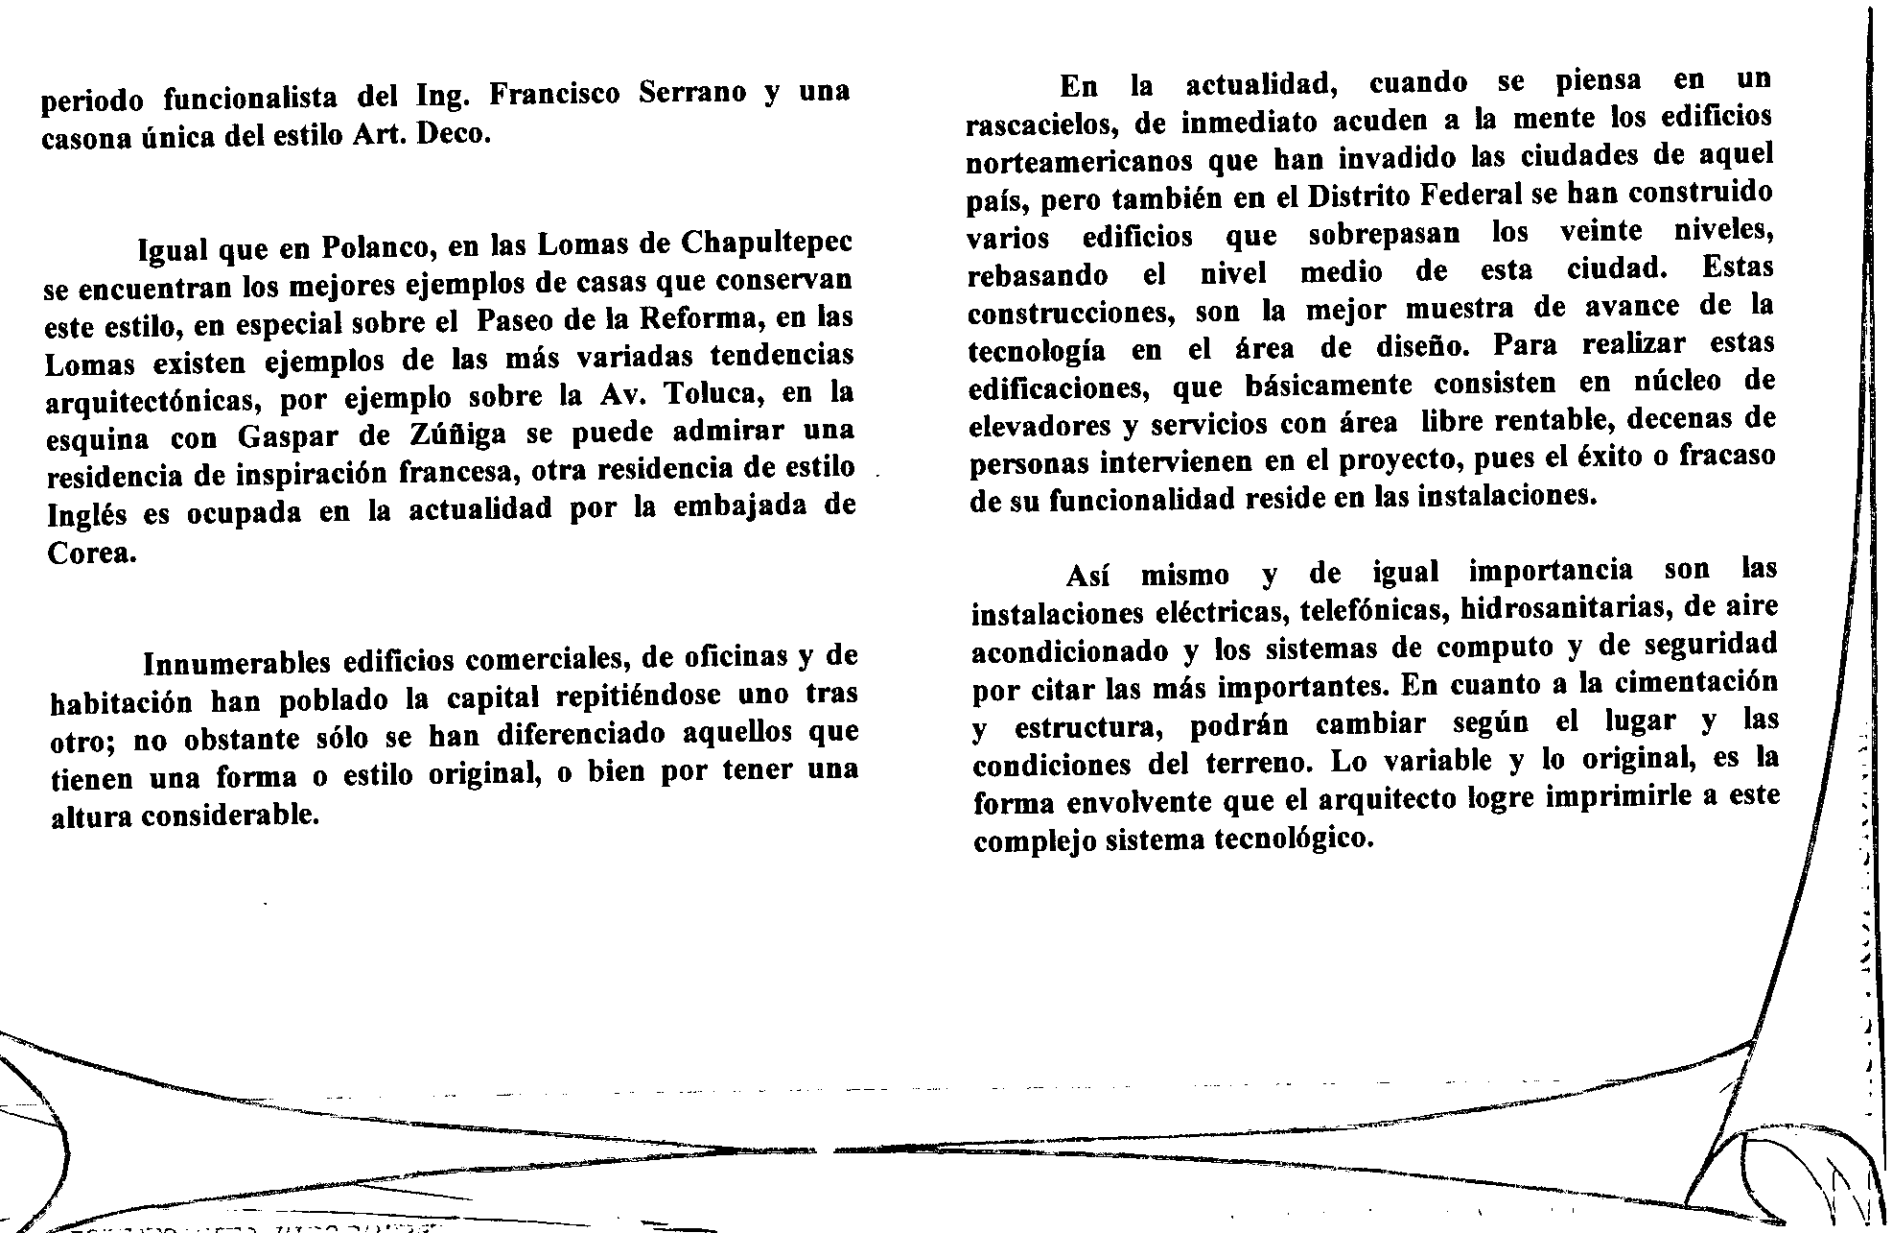 periodo funcionalista del Ing. Francisco Serrano y una
casona única del estilo Art. Deco.
Igual que en Polanco, en las Lomas de Chapultepec
se encuentran los mejores ejemplos de casas que conservan
este estilo, en especial sobre el Paseo de la Reforma, en las
Lomas existen ejemplos de las más variadas tendencias
arquitectónicas, por ejemplo sobre la Av. Toluca, en la
esquina con Gaspar de Zúñiga se puede admirar una
residencia de inspiración francesa, otra residencia de estilo
Inglés es ocupada en la actualidad por la embajada de
Corea.
Innumerables edificios comerciales, de oficinas y de
habitación han poblado la capital repitiéndose uno tras
otro; no obstante sólo se han diferenciado aquellos que
tienen una forma o estilo original, o bien por tener una
altura considerable.
En la actualidad, cuando se piensa en un
rascacielos, de inmediato acuden a la mente los edificios
norteamericanos que han invadido las ciudades de aquel
país, pero también en el Distrito Federal se han construido
varios edificios que sobrepasan los veinte niveles,
rebasando el nivel medio de esta ciudad. Estas
construcciones, son la mejor muestra de avance de la
tecnología en el área de diseño. Para realizar estas
edificaciones, que básicamente consisten en núcleo de
elevadores y servicios con área libre rentable, decenas de
personas intervienen en el proyecto, pues el éxito o fracaso
de su funcionalidad reside en las instalaciones.
Así mismo y de igual importancia son las
instalaciones eléctricas, telefónicas, hidrosanitarias, de aire
acondicionado y los sistemas de computo y de seguridad
por citar las más importantes. En cuanto a la cimentación
y estructura, podrán cambiar según el lugar y las
condiciones del terreno. Lo variable y lo original, es la
forma envolvente que el arquitecto logre imprimirle a este
complejo sistema tecnológico.